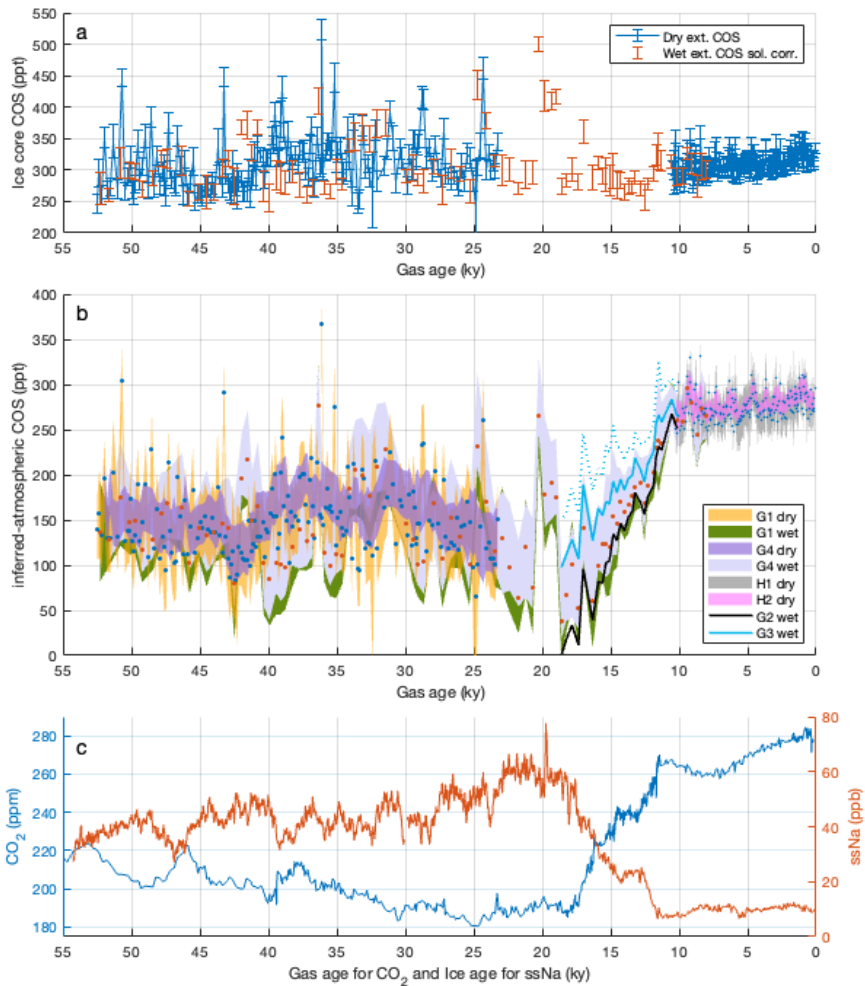 a
Ice core COS (ppt)
550
500
450
400
350
300
250
200
Dry ext. COS
Wet ext. COS sol. corr.
55 50 45 40 35 30 25 20 15 10 5 0
Gas age (ky)
b
inferred-atmospheric COS (ppt)
400
350
300
250
200
150
100
50
0
G1 dry
G1 wet
G4 dry
G4 wet
H1 dry
H2 dry
G2 wet
G3 wet
55 50 45 40 35 30 25 20 15 10 5 0
Gas age (ky)
c
CO2 (ppm)
280
260
240
220
200
180
80
60
40
20
0
ssNa (ppb)
55 50 45 40 35 30 25 20 15 10 5 0
Gas age for CO2 and Ice age for ssNa (ky)